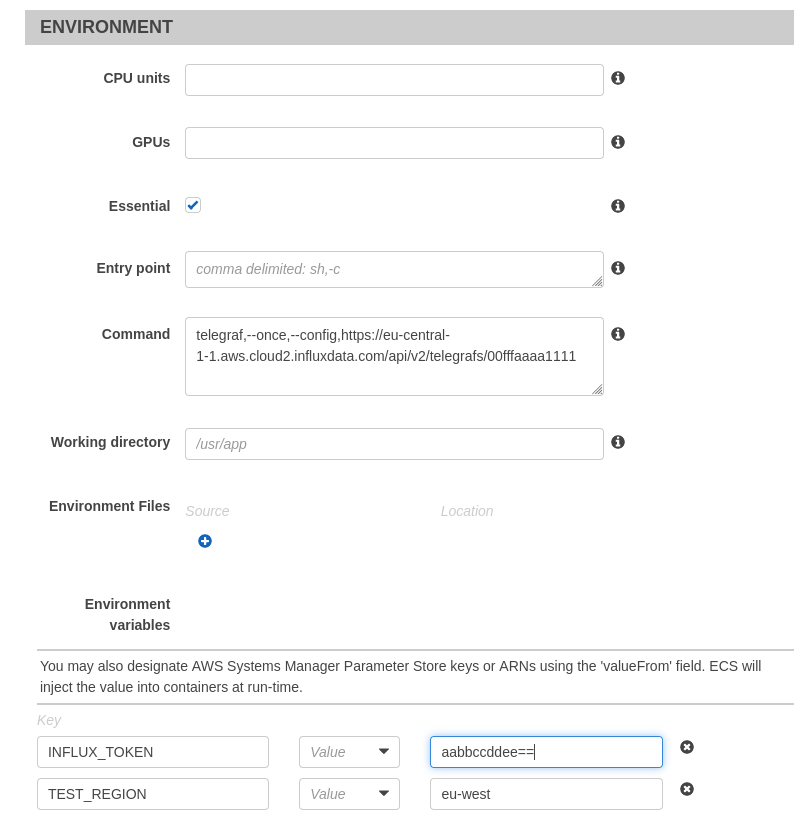 ENVIRONMENT
CPU units
GPUs
Essential
Entry point
comma delimited: sh,-c
Command
telegraf,--once,--config,https://eu-central-
1-1.aws.cloud2.influxdata.com/api/v2/telegrafs/00fffaaaa1111
Working directory
/usr/app
Environment Files
Source Location
Environment
variables
You may also designate AWS Systems Manager Parameter Store keys or ARNs using the 'valueFrom' field. ECS will
inject the value into containers at run-time.
Key
INFLUX_TOKEN Value aabbccddee==
TEST_REGION Value eu-west